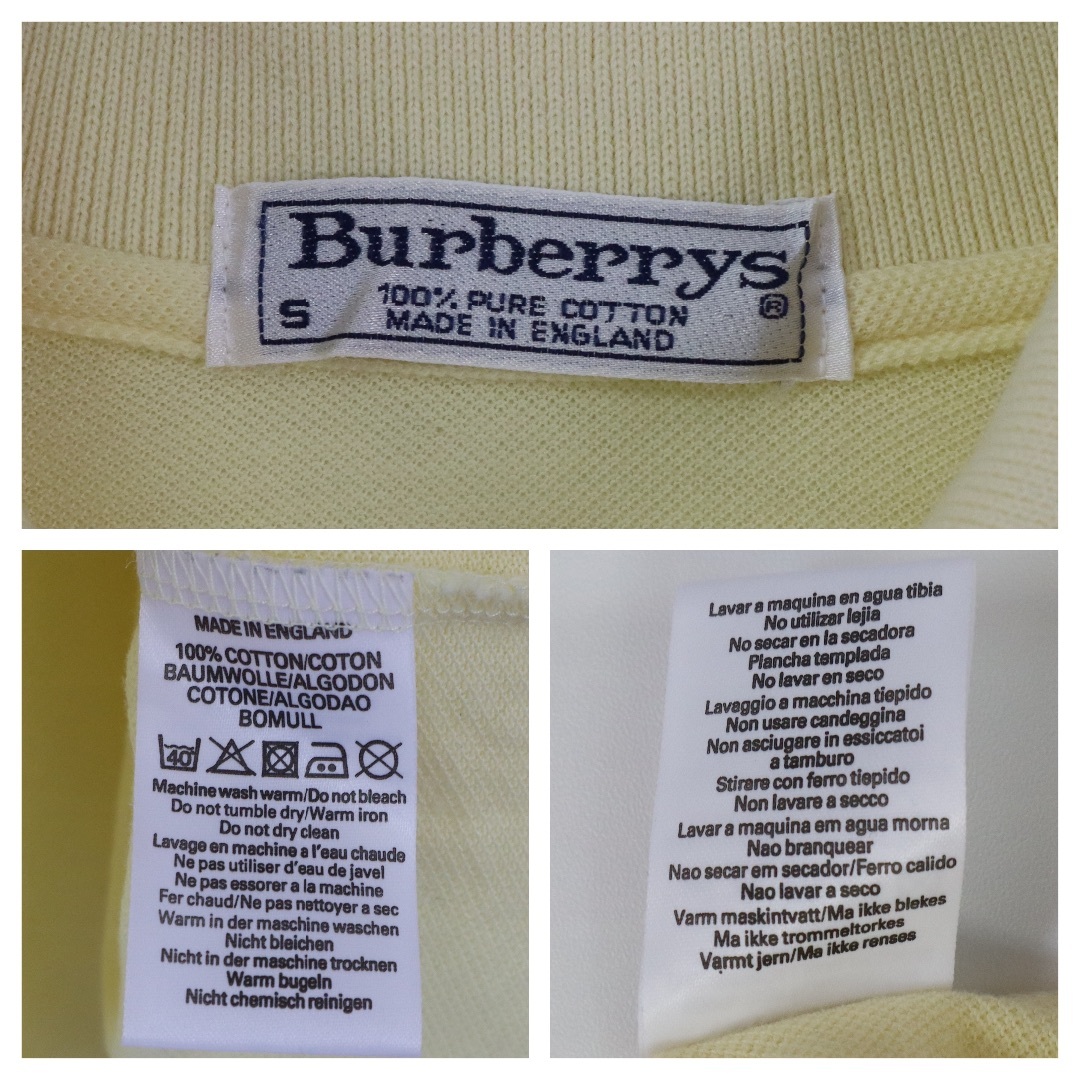 Burberrys
S 100% PURE COTTON ®
MADE IN ENGLAND
MADE IN ENGLAND
100% COTTON/COTON
BAUMWOLLE/ALGODON
COTONE/ALGODAO
BOMULL
40
Machine wash warm/Do not bleach
Do not tumble dry/Warm iron
Do not dry clean
Lavage en machine a l'eau chaude
Ne pas utiliser d'eau de javel
Ne pas essorer a la machine
Fer chaud/Ne pas nettoyer a sec
Warm in der maschine waschen
Nicht bleichen
Nicht in der maschine trocknen
Warm bugeln
Nicht chemisch reinigen
Lavar a maquina en agua tibia
No utilizar lejia
No secar en la secadora
Plancha templada
No lavar en seco
Lavaggio a macchina tiepido
Non usare candeggina
Non asciugare in essiccatoi
a tamburo
Stirare con ferro tiepido
Non lavare a secco
Lavar a maquina em agua morna
Nao branquear
Nao secar em secador/Ferro calido
Nao lavar a seco
Varm maskintvatt/Ma ikke blekes
Ma ikke trommeltorkes
Varmt jern/Ma ikke renses